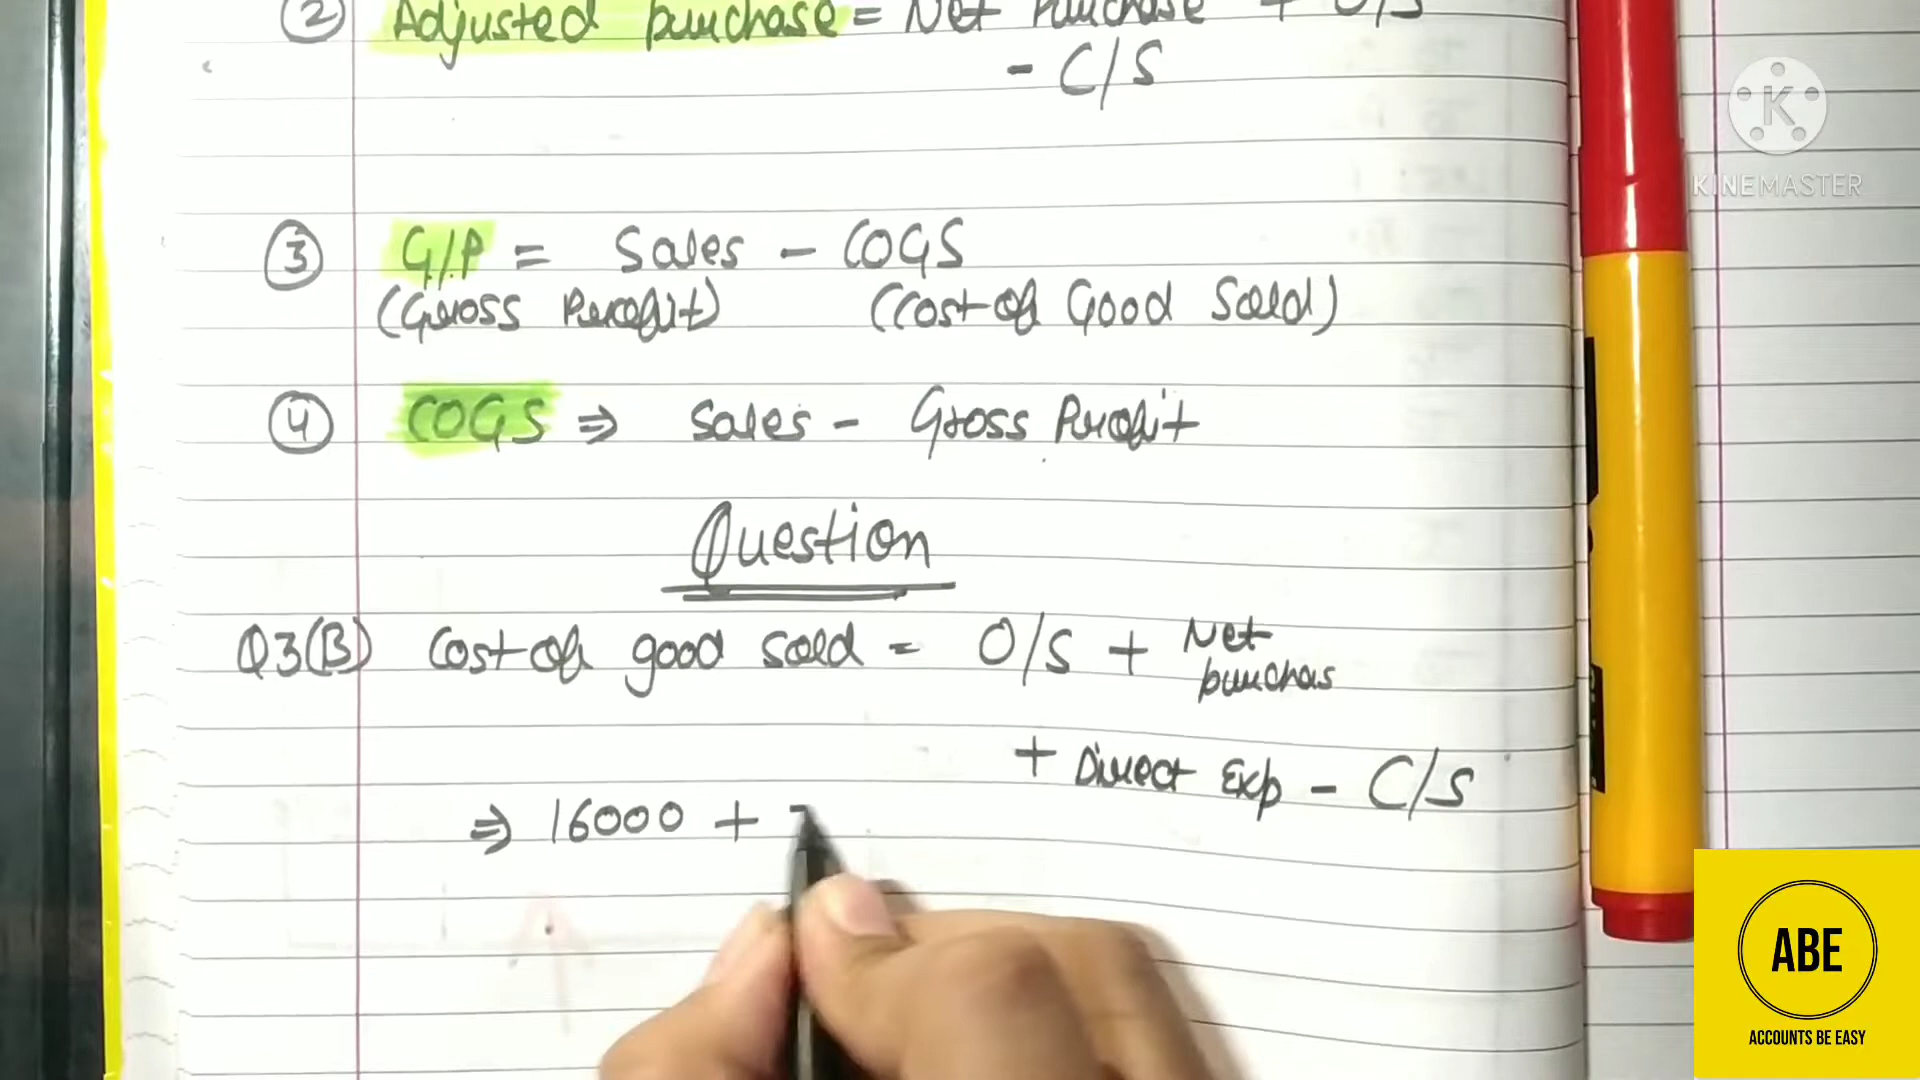 ② Adjusted purchase = Net Purchase + O/S
- C/S
③ G/P = Sales - COGS
(Gross Profit) (Cost of Good Sold)
④ COGS ⇒ Sales - Gross Profit
Question
Q3(B) Cost of good sold = O/S + Net
purchas
+ Direct Exp - C/S
⇒ 16000 +
K
KINEMASTER
ABE
ACCOUNTS BE EASY